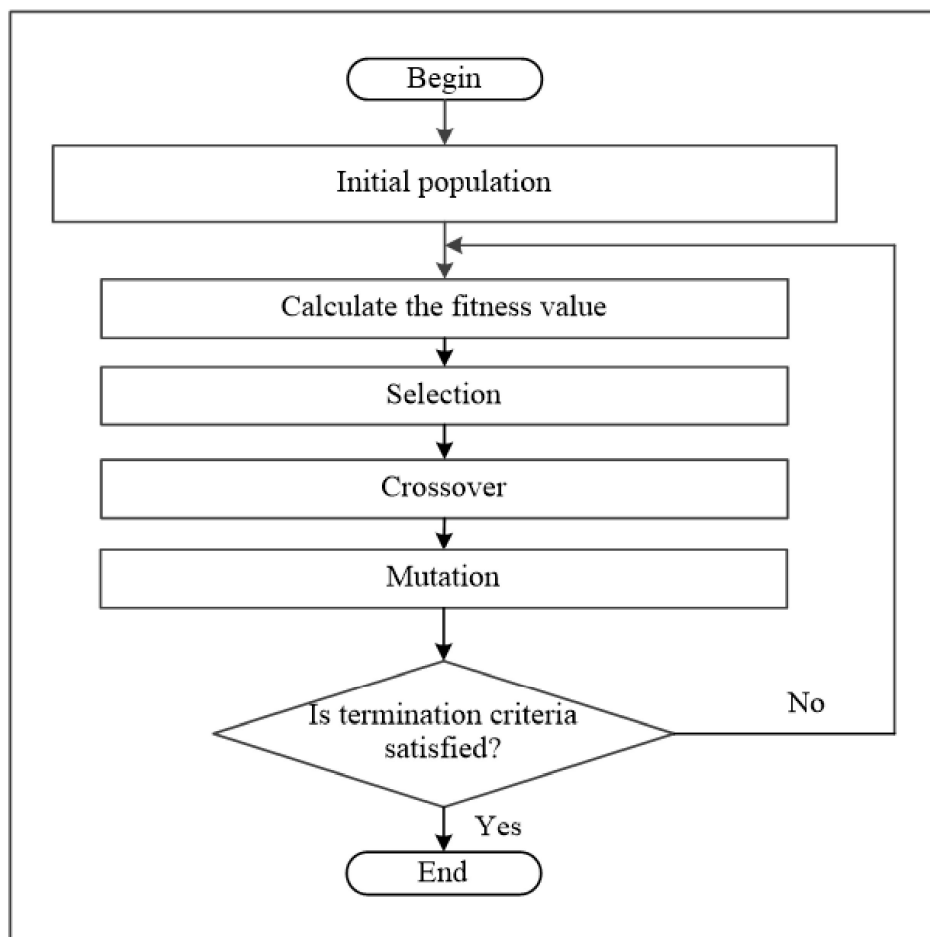 Begin
Initial population
Calculate the fitness value
Selection
Crossover
Mutation
Is termination criteria
satisfied?
No
Yes
End